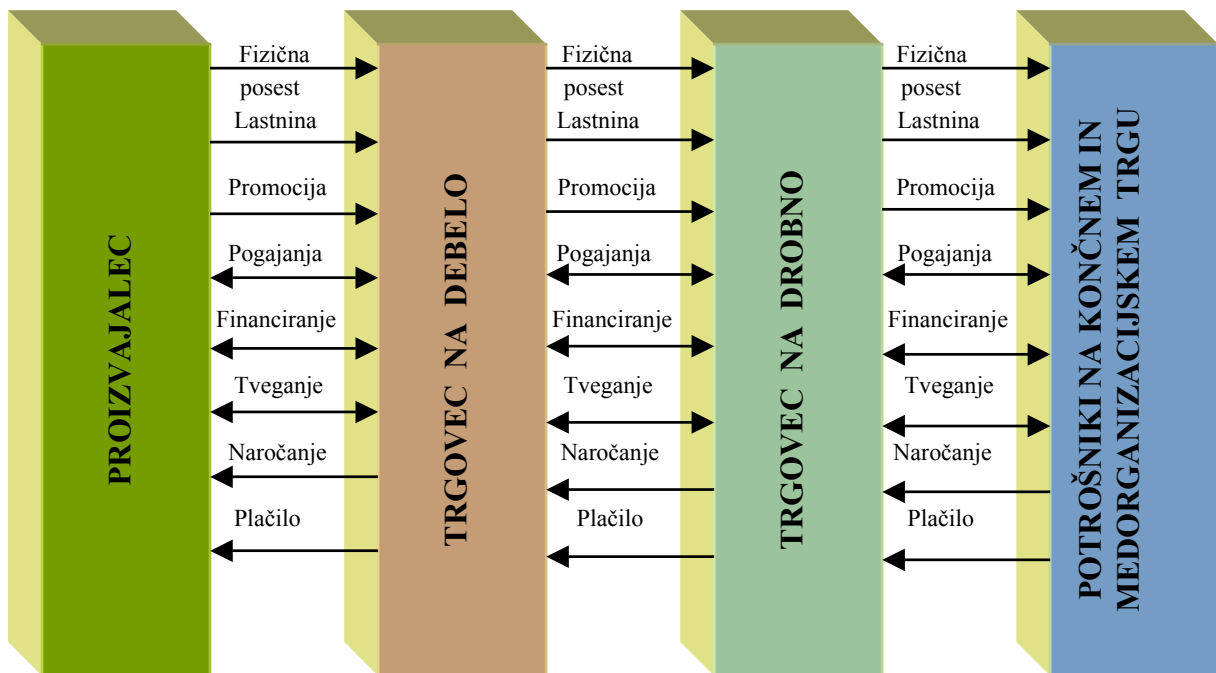 PROIZVAJALEC
Fizična
posest
Lastnina
Promocija
Pogajanja
Financiranje
Tveganje
Naročanje
Plačilo
TRGOVEC NA DEBELO
Fizična
posest
Lastnina
Promocija
Pogajanja
Financiranje
Tveganje
Naročanje
Plačilo
TRGOVEC NA DROBNO
Fizična
posest
Lastnina
Promocija
Pogajanja
Financiranje
Tveganje
Naročanje
Plačilo
POTROŠNIKI NA KONČNEM IN
MEDORGANIZACIJSKEM TRGU